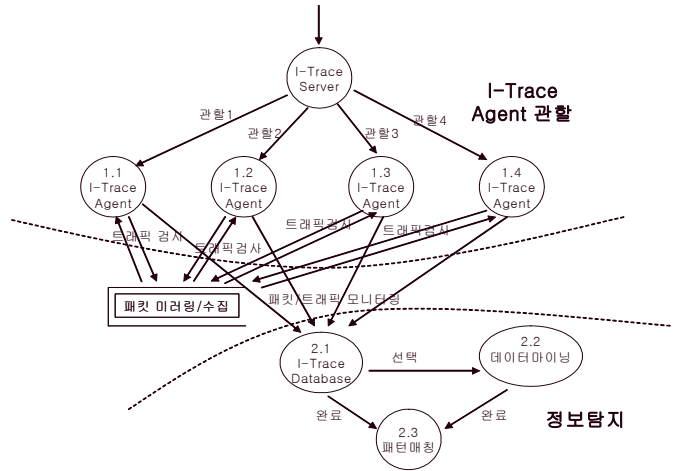 I-Trace
Server
I-Trace
Agent 관할
관할1
관할2
관할3
관할4
1.1
I-Trace
Agent
1.2
I-Trace
Agent
1.3
I-Trace
Agent
1.4
I-Trace
Agent
트래픽 검사
트래픽검사
트래픽검사
트래픽검사
패킷 미러링/수집
패킷/트래픽 모니터링
2.1
I-Trace
Database
선택
2.2
데이터마이닝
완료
완료
정보탐지
2.3
패턴매칭